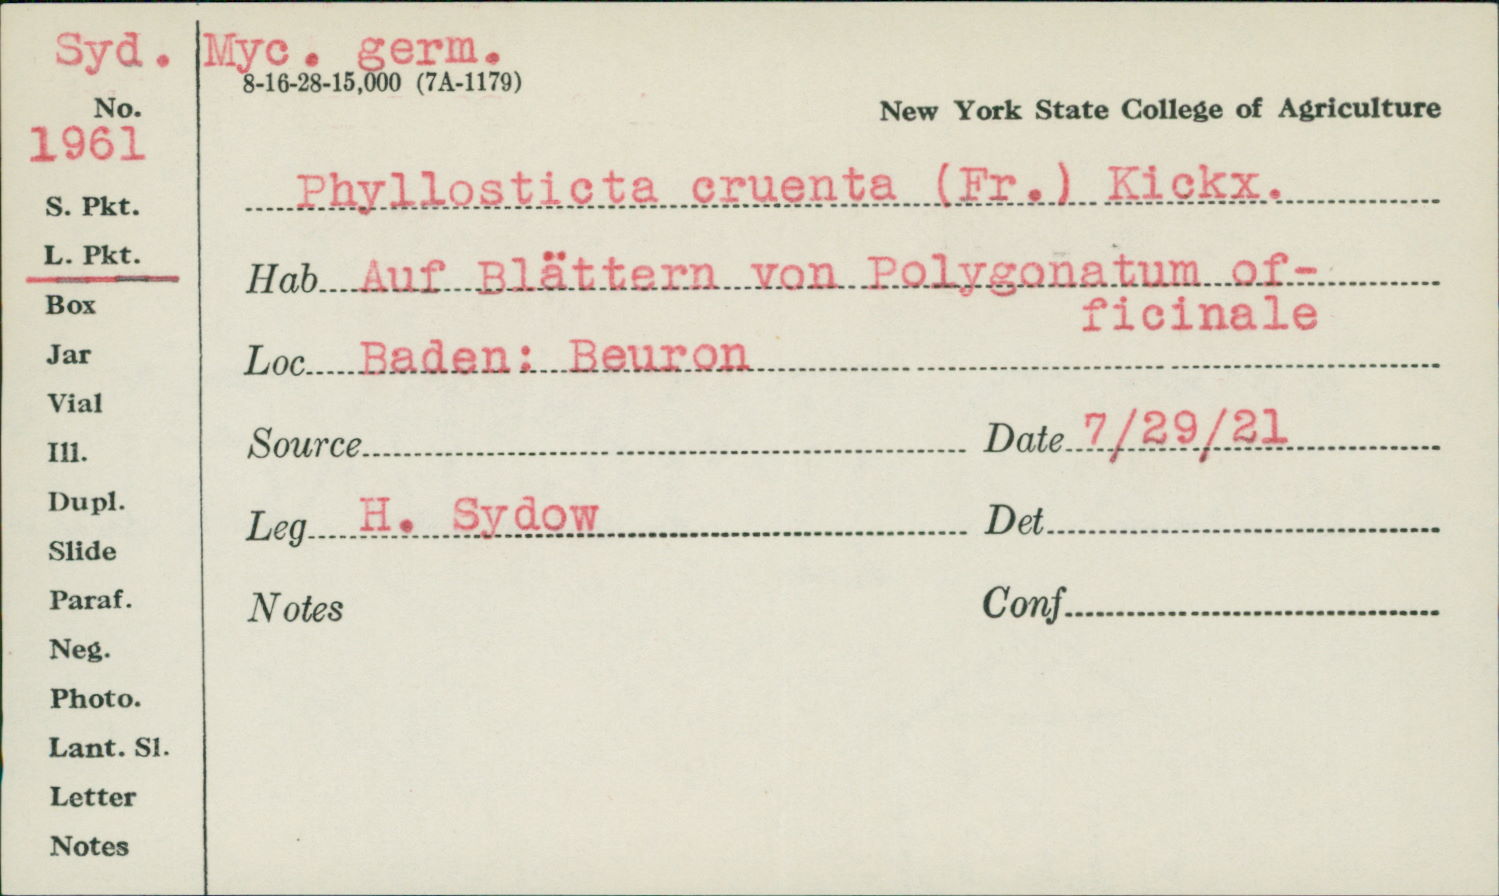 Syd. Myc. germ.
8-16-28-15,000 (7A-1179)
No.
New York State College of Agriculture
1961
Phyllosticta cruenta (Fr.) Kickx.
S. Pkt.
L. Pkt.
Hab Auf Blättern von Polygonatum of-
ficinale
Box
Jar
Loc Baden: Beuron
Vial
Ill.
Source
Date 7/29/21
Dupl.
Leg H. Sydow
Det
Slide
Paraf.
Notes
Conf
Neg.
Photo.
Lant. Sl.
Letter
Notes